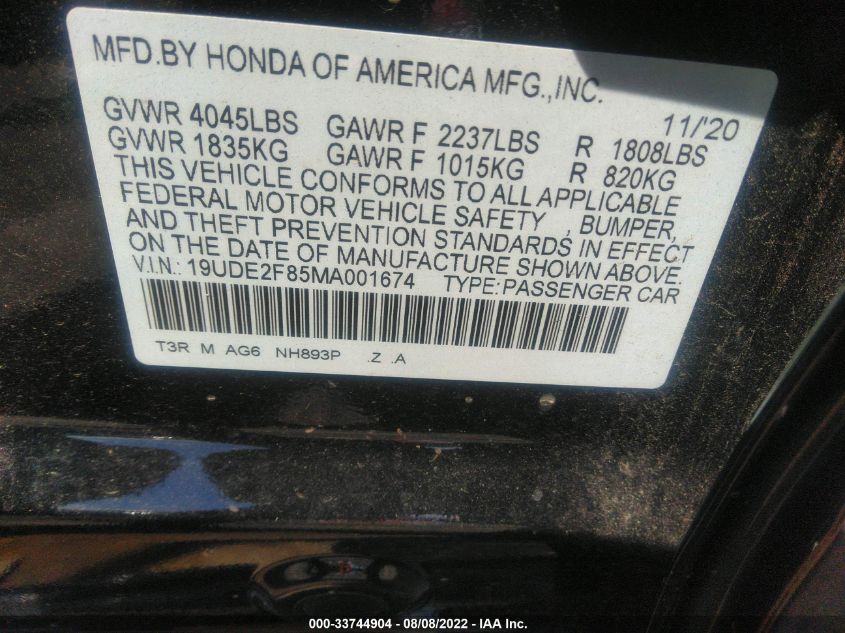 MFD.BY HONDA OF AMERICA MFG.,INC.
11/'20
GVWR 4045LBS GAWR F 2237LBS R 1808LBS
GVWR 1835KG GAWR F 1015KG R 820KG
THIS VEHICLE CONFORMS TO ALL APPLICABLE
FEDERAL MOTOR VEHICLE SAFETY , BUMPER,
AND THEFT PREVENTION STANDARDS IN EFFECT
ON THE DATE OF MANUFACTURE SHOWN ABOVE.
V.I.N.: 19UDE2F85MA001674 TYPE:PASSENGER CAR
T3R M AG6 NH893P .Z .A
000-33744904 - 08/08/2022 - IAA Inc.